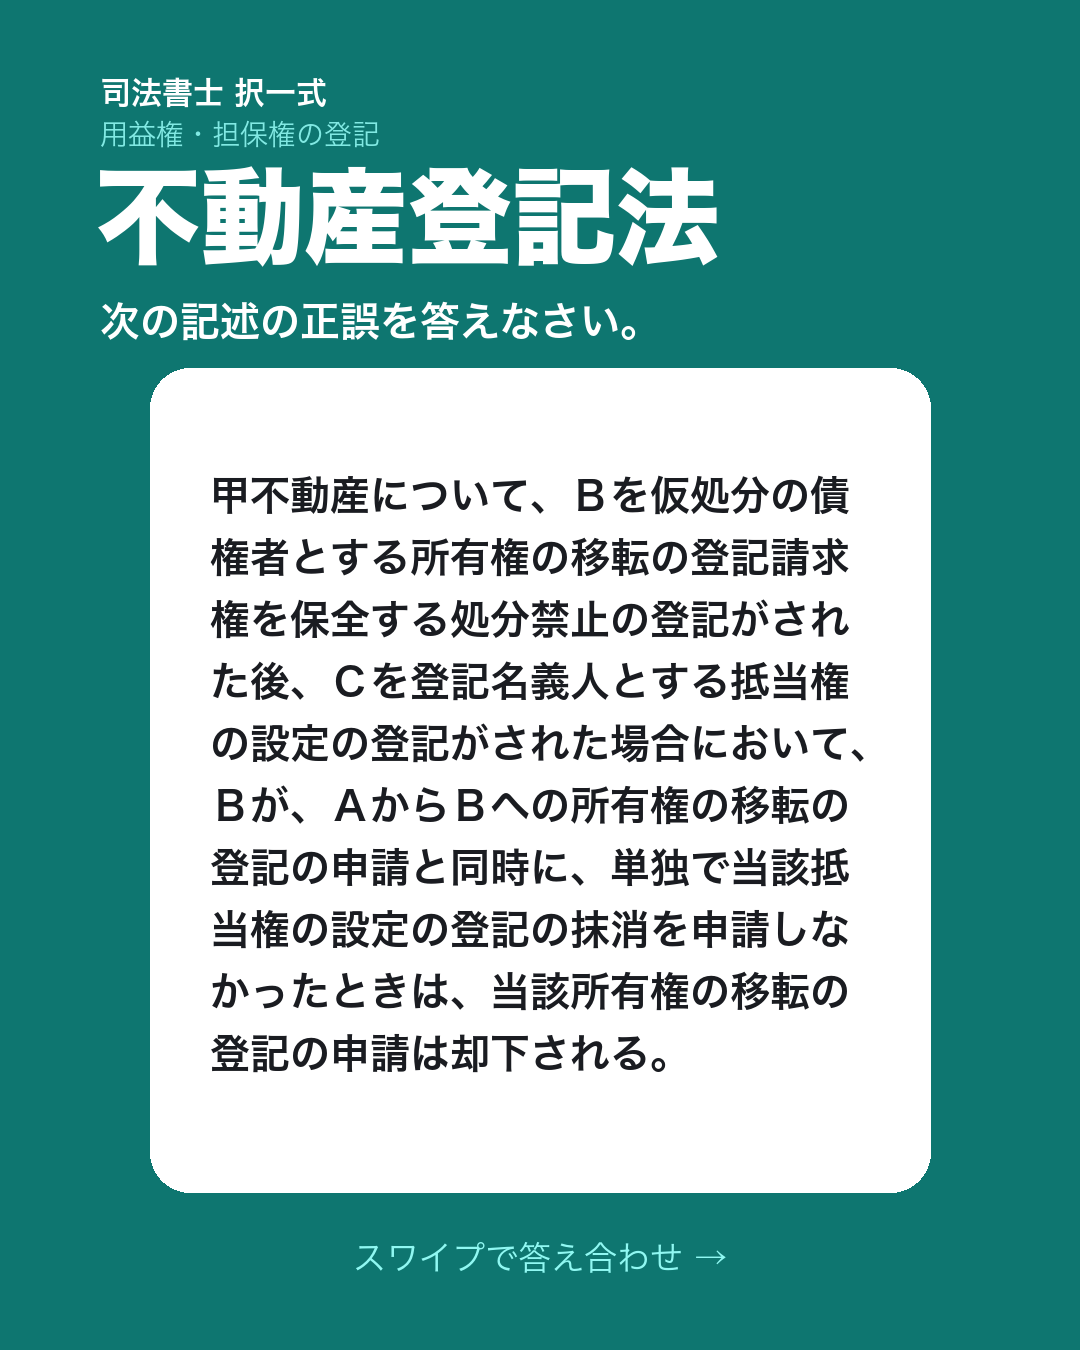 司法書士 択一式
用益権・担保権の登記
不動産登記法
次の記述の正誤を答えなさい。
甲不動産について、Ｂを仮処分の債
権者とする所有権の移転の登記請求
権を保全する処分禁止の登記がされ
た後、Ｃを登記名義人とする抵当権
の設定の登記がされた場合において、
Ｂが、ＡからＢへの所有権の移転の
登記の申請と同時に、単独で当該抵
当権の設定の登記の抹消を申請しな
かったときは、当該所有権の移転の
登記の申請は却下される。
スワイプで答え合わせ →